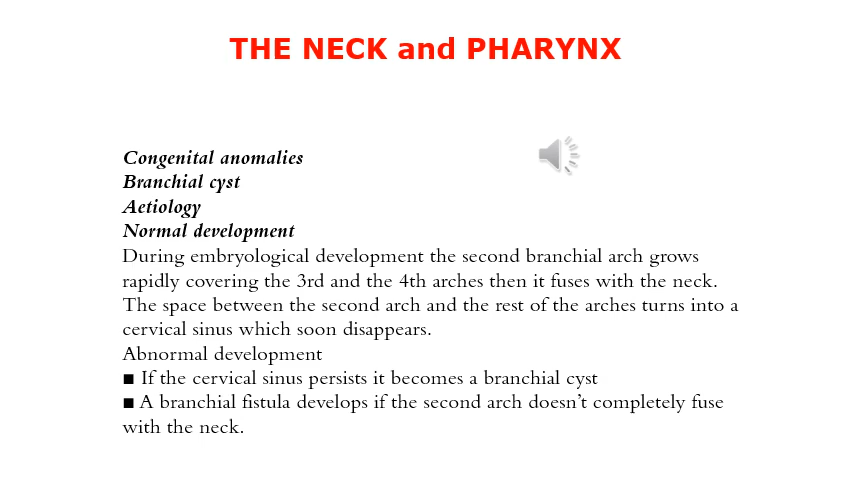 THE NECK and PHARYNX
Congenital anomalies
Branchial cyst
Aetiology
Normal development
During embryological development the second branchial arch grows
rapidly covering the 3rd and the 4th arches then it fuses with the neck.
The space between the second arch and the rest of the arches turns into a
cervical sinus which soon disappears.
Abnormal development
■ If the cervical sinus persists it becomes a branchial cyst
■ A branchial fistula develops if the second arch doesn’t completely fuse
with the neck.